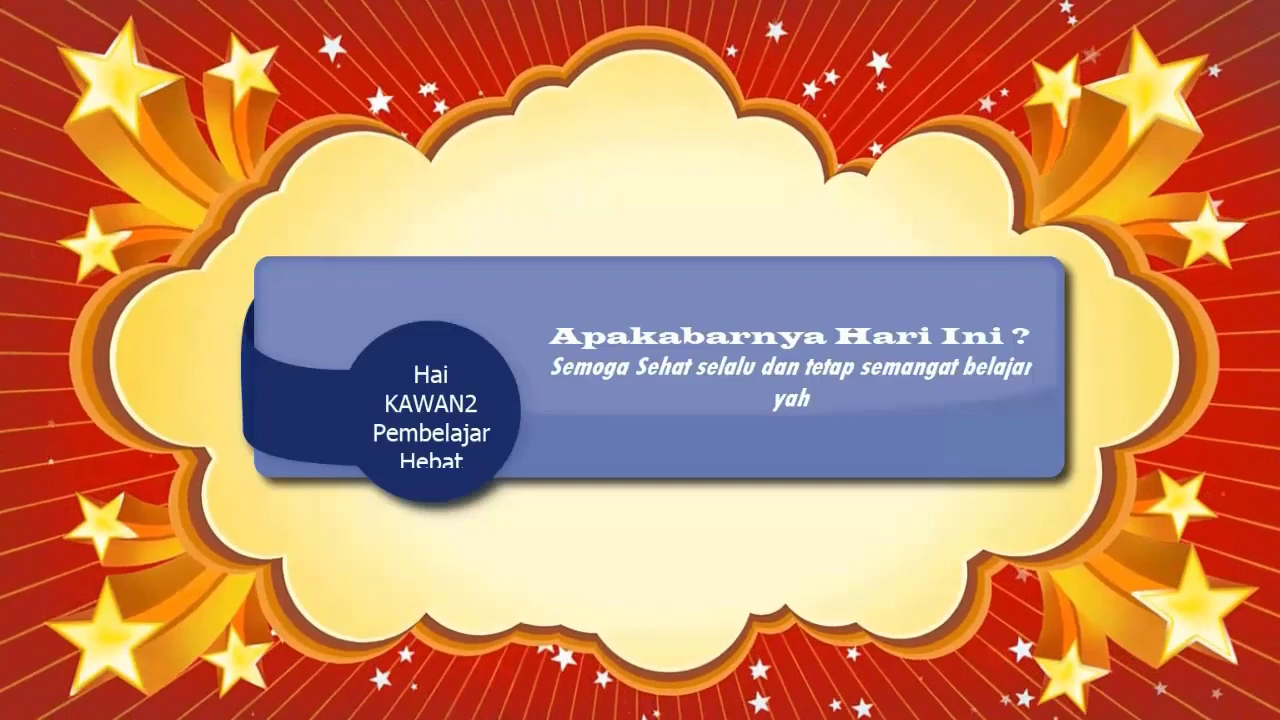 Hai
KAWAN2
Pembelajar
Hebat
Apakabarnya Hari Ini ?
Semoga Sehat selalu dan tetap semangat belajar
yah